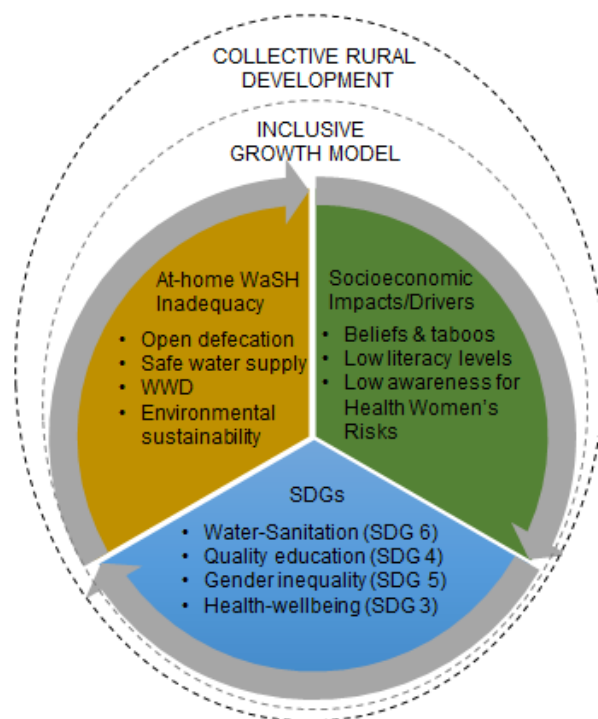 COLLECTIVE RURAL
DEVELOPMENT
INCLUSIVE
GROWTH MODEL
At-home WaSH
Inadequacy
• Open defecation
• Safe water supply
• WWD
• Environmental
sustainability
Socioeconomic
Impacts/Drivers
• Beliefs & taboos
• Low literacy levels
• Low awareness for
Health Women's
Risks
SDGs
• Water-Sanitation (SDG 6)
• Quality education (SDG 4)
• Gender inequality (SDG 5)
• Health-wellbeing (SDG 3)